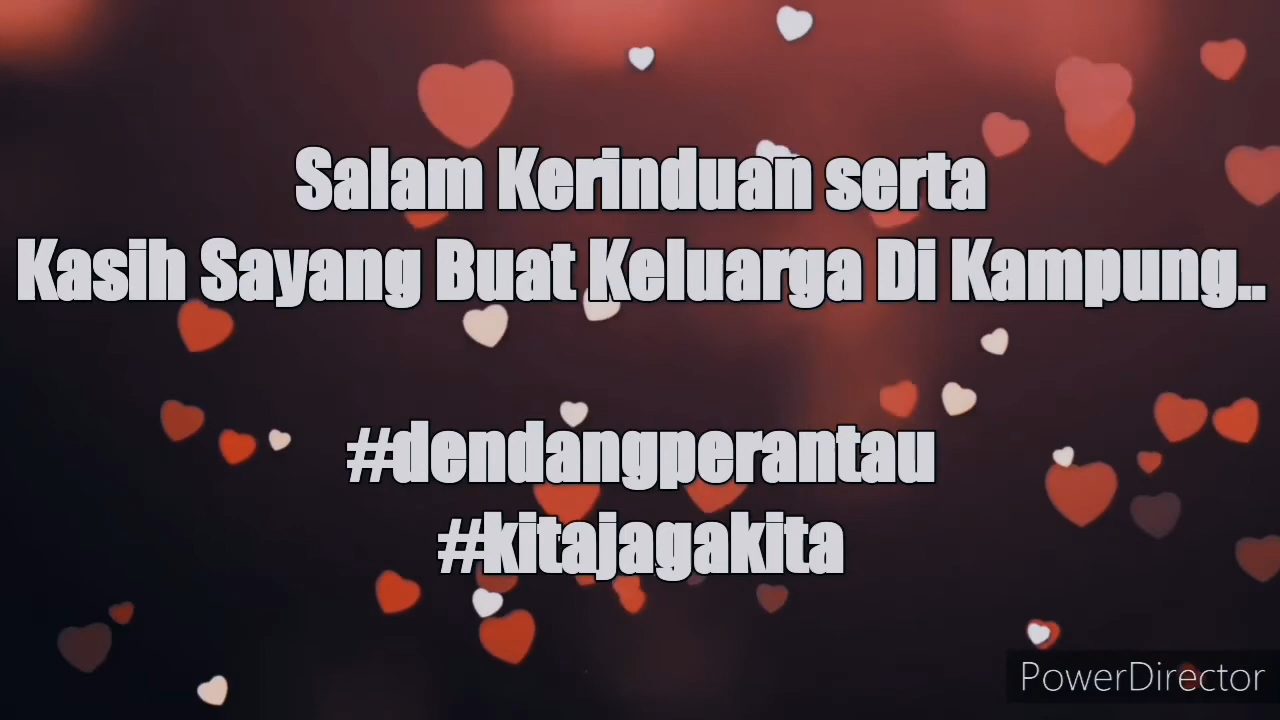 Salam Kerinduan serta
Kasih Sayang Buat Keluarga Di Kampung..
#dendangperantau
#kitajagakita
PowerDirector